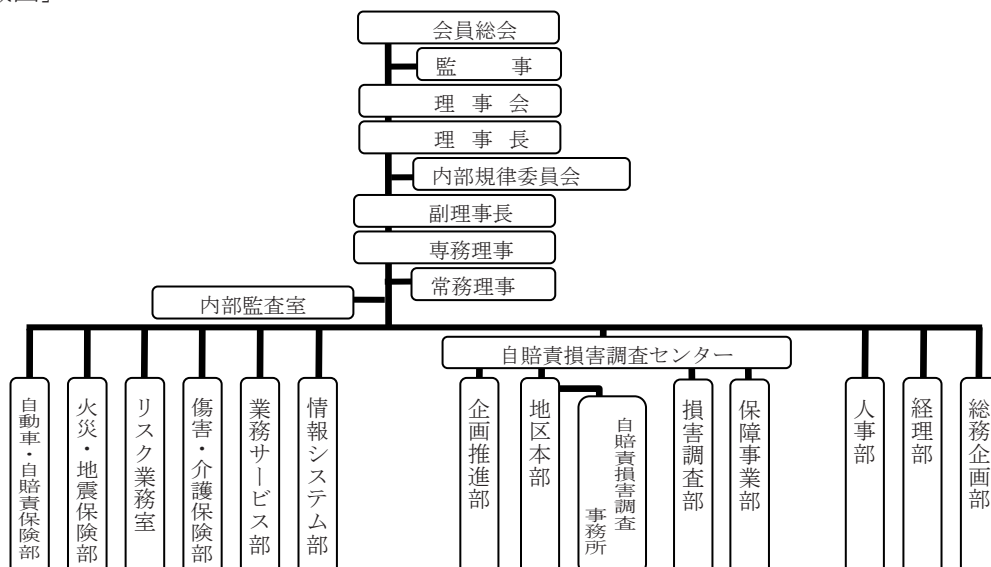 会員総会
監　　事
理 事 会
理 事 長
内部規律委員会
副理事長
専務理事
常務理事
内部監査室
自賠責損害調査センター
自動車・自賠責保険部
火災・地震保険部
リスク業務室
傷害・介護保険部
業務サービス部
情報システム部
企画推進部
地区本部
自賠責損害調査
事務所
損害調査部
保障事業部
人事部
経理部
総務企画部